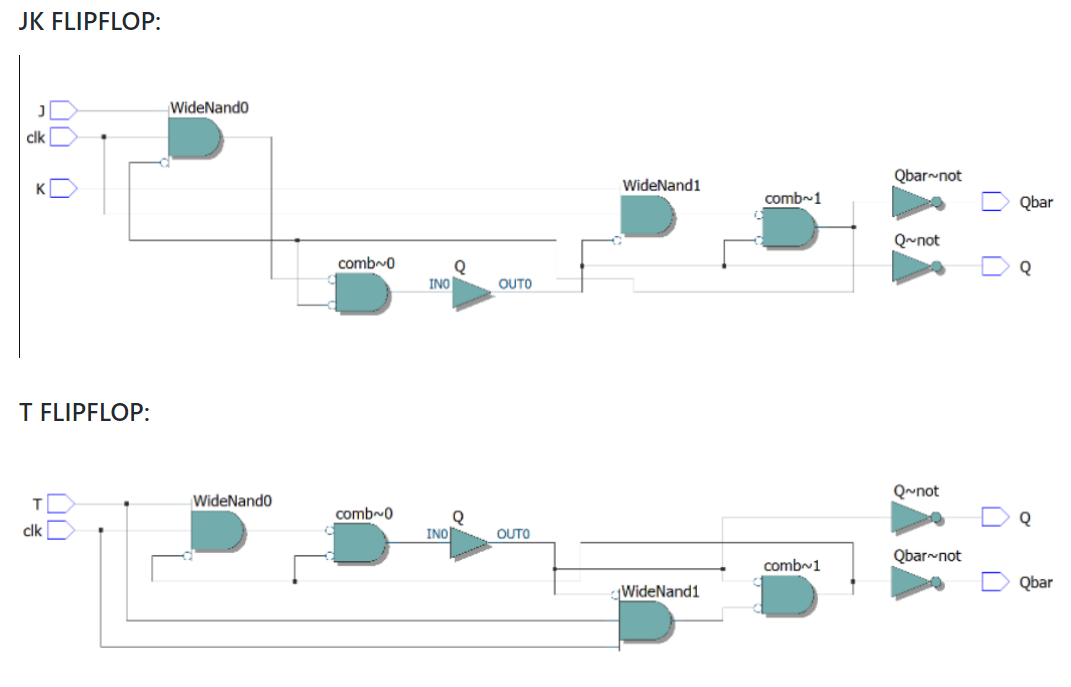 JK FLIPFLOP:
J
WideNand0
clk
K
WideNand1
Qbar~not
comb~1
Qbar
Q~not
comb~0
Q
Q
IN0
OUT0
T FLIPFLOP:
T
WideNand0
Q~not
comb~0
Q
Q
clk
IN0
OUT0
Qbar~not
comb~1
Qbar
WideNand1